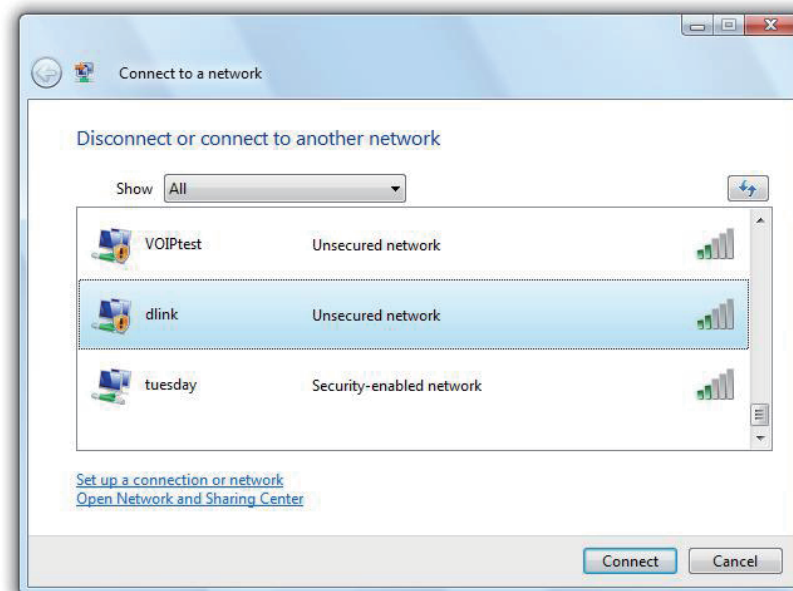 Connect to a network
Disconnect or connect to another network
Show All
VOIPtest Unsecured network
dlink Unsecured network
tuesday Security-enabled network
Set up a connection or network
Open Network and Sharing Center
Connect Cancel